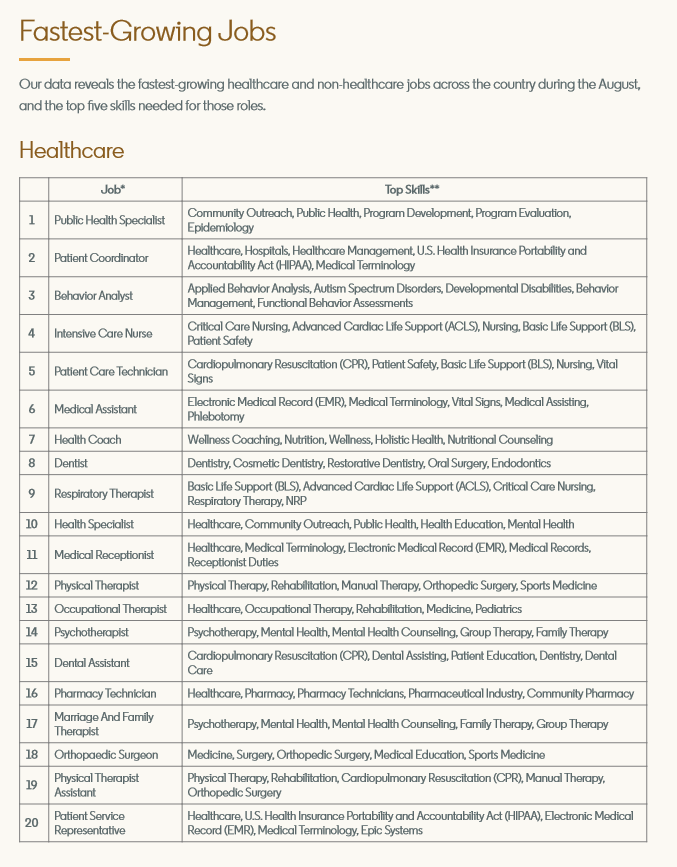 Fastest-Growing Jobs
Our data reveals the fastest-growing healthcare and non-healthcare jobs across the country during the August,
and the top five skills needed for those roles.
Healthcare
Job* Top Skills**
1 Public Health Specialist Community Outreach, Public Health, Program Development, Program Evaluation,
Epidemiology
2 Patient Coordinator Healthcare, Hospitals, Healthcare Management, U.S. Health Insurance Portability and
Accountability Act (HIPAA), Medical Terminology
3 Behavior Analyst Applied Behavior Analysis, Autism Spectrum Disorders, Developmental Disabilities, Behavior
Management, Functional Behavior Assessments
4 Intensive Care Nurse Critical Care Nursing, Advanced Cardiac Life Support (ACLS), Nursing, Basic Life Support (BLS),
Patient Safety
5 Patient Care Technician Cardiopulmonary Resuscitation (CPR), Patient Safety, Basic Life Support (BLS), Nursing, Vital
Signs
6 Medical Assistant Electronic Medical Record (EMR), Medical Terminology, Vital Signs, Medical Assisting,
Phlebotomy
7 Health Coach Wellness Coaching, Nutrition, Wellness, Holistic Health, Nutritional Counseling
8 Dentist Dentistry, Cosmetic Dentistry, Restorative Dentistry, Oral Surgery, Endodontics
9 Respiratory Therapist Basic Life Support (BLS), Advanced Cardiac Life Support (ACLS), Critical Care Nursing,
Respiratory Therapy, NRP
10 Health Specialist Healthcare, Community Outreach, Public Health, Health Education, Mental Health
11 Medical Receptionist Healthcare, Medical Terminology, Electronic Medical Record (EMR), Medical Records,
Receptionist Duties
12 Physical Therapist Physical Therapy, Rehabilitation, Manual Therapy, Orthopedic Surgery, Sports Medicine
13 Occupational Therapist Healthcare, Occupational Therapy, Rehabilitation, Medicine, Pediatrics
14 Psychotherapist Psychotherapy, Mental Health, Mental Health Counseling, Group Therapy, Family Therapy
15 Dental Assistant Cardiopulmonary Resuscitation (CPR), Dental Assisting, Patient Education, Dentistry, Dental
Care
16 Pharmacy Technician Healthcare, Pharmacy, Pharmacy Technicians, Pharmaceutical Industry, Community Pharmacy
17 Marriage And Family
Therapist Psychotherapy, Mental Health, Mental Health Counseling, Family Therapy, Group Therapy
18 Orthopaedic Surgeon Medicine, Surgery, Orthopedic Surgery, Medical Education, Sports Medicine
19 Physical Therapist
Assistant Physical Therapy, Rehabilitation, Cardiopulmonary Resuscitation (CPR), Manual Therapy,
Orthopedic Surgery
20 Patient Service
Representative Healthcare, U.S. Health Insurance Portability and Accountability Act (HIPAA), Electronic Medical
Record (EMR), Medical Terminology, Epic Systems